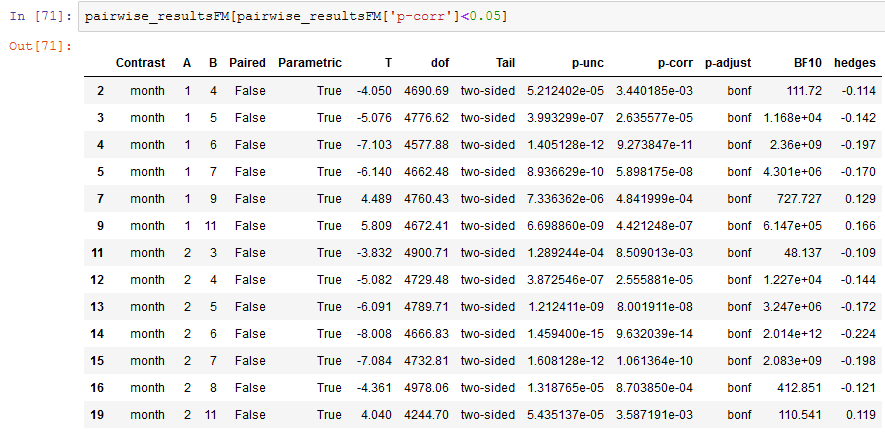 In [71]: pairwise_resultsFM[pairwise_resultsFM['p-corr']<0.05]
Out[71]:
Contrast A B Paired Parametric T dof Tail p-unc p-corr p-adjust BF10 hedges
2 month 1 4 False True -4.050 4690.69 two-sided 5.212402e-05 3.440185e-03 bonf 111.72 -0.114
3 month 1 5 False True -5.076 4776.62 two-sided 3.993299e-07 2.635577e-05 bonf 1.168e+04 -0.142
4 month 1 6 False True -7.103 4577.88 two-sided 1.405128e-12 9.273847e-11 bonf 2.36e+09 -0.197
5 month 1 7 False True -6.140 4662.48 two-sided 8.936629e-10 5.898175e-08 bonf 4.301e+06 -0.170
7 month 1 9 False True 4.489 4760.43 two-sided 7.336362e-06 4.841999e-04 bonf 727.727 0.129
9 month 1 11 False True 5.809 4672.41 two-sided 6.698860e-09 4.421248e-07 bonf 6.147e+05 0.166
11 month 2 3 False True -3.832 4900.71 two-sided 1.289244e-04 8.509013e-03 bonf 48.137 -0.109
12 month 2 4 False True -5.082 4729.48 two-sided 3.872546e-07 2.555881e-05 bonf 1.227e+04 -0.144
13 month 2 5 False True -6.091 4789.71 two-sided 1.212411e-09 8.001911e-08 bonf 3.247e+06 -0.172
14 month 2 6 False True -8.008 4666.83 two-sided 1.459400e-15 9.632039e-14 bonf 2.014e+12 -0.224
15 month 2 7 False True -7.084 4732.81 two-sided 1.608128e-12 1.061364e-10 bonf 2.083e+09 -0.198
16 month 2 8 False True -4.361 4978.06 two-sided 1.318765e-05 8.703850e-04 bonf 412.851 -0.121
19 month 2 11 False True 4.040 4244.70 two-sided 5.435137e-05 3.587191e-03 bonf 110.541 0.119